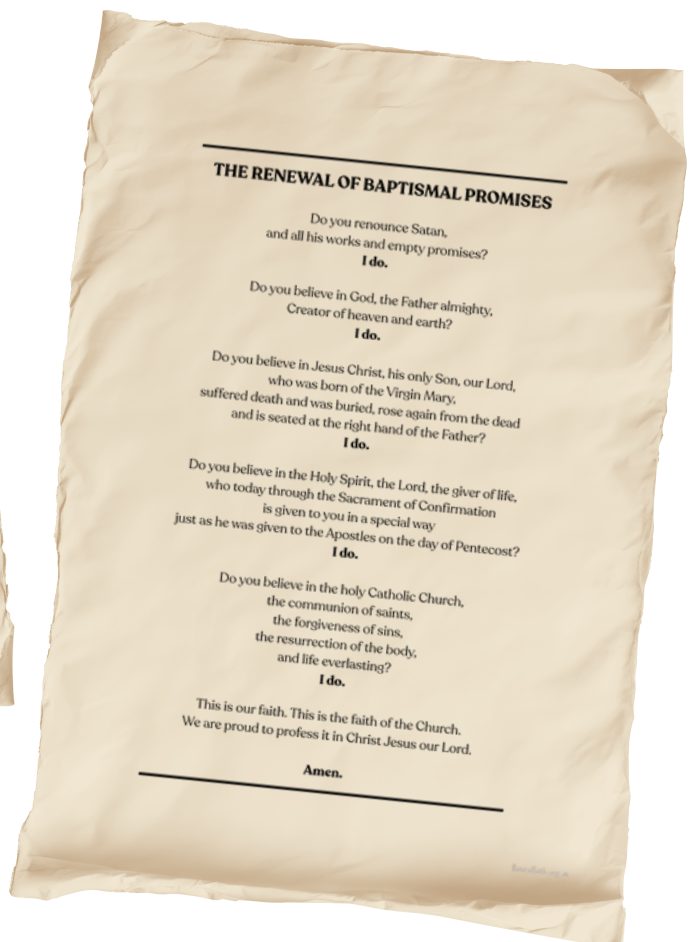 THE RENEWAL OF BAPTISMAL PROMISES
Do you renounce Satan,
and all his works and empty promises?
I do.
Do you believe in God, the Father almighty,
Creator of heaven and earth?
I do.
Do you believe in Jesus Christ, his only Son, our Lord,
who was born of the Virgin Mary,
suffered death and was buried, rose again from the dead
and is seated at the right hand of the Father?
I do.
Do you believe in the Holy Spirit, the Lord, the giver of life,
who today through the Sacrament of Confirmation
is given to you in a special way
just as he was given to the Apostles on the day of Pentecost?
I do.
Do you believe in the holy Catholic Church,
the communion of saints,
the forgiveness of sins,
the resurrection of the body,
and life everlasting?
I do.
This is our faith. This is the faith of the Church.
We are proud to profess it in Christ Jesus our Lord.
Amen.